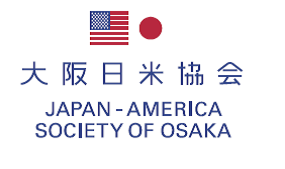 大阪日米協会
JAPAN-AMERICA
SOCIETY OF OSAKA